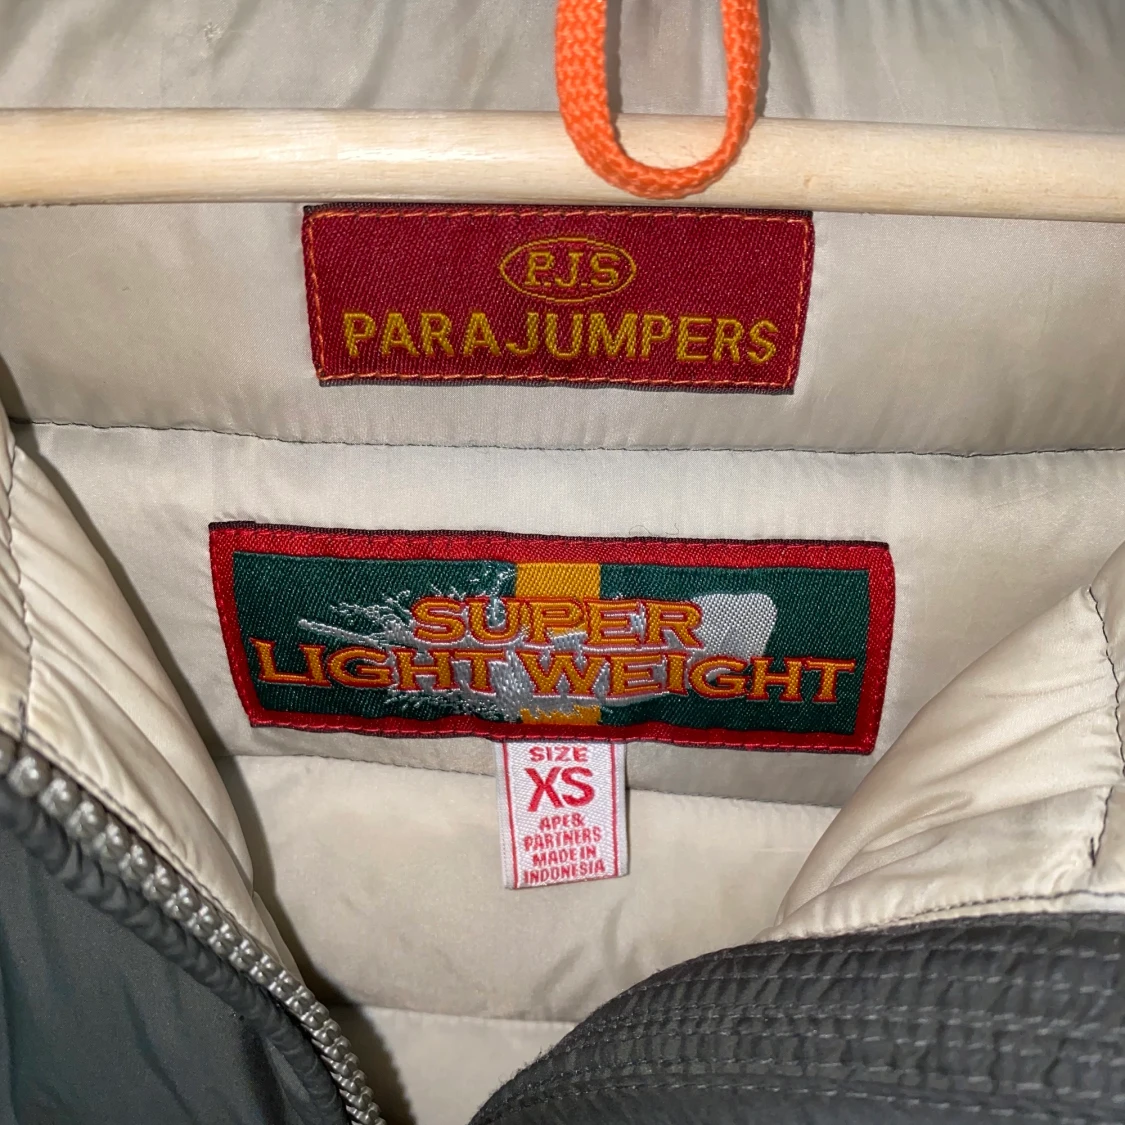 P.J.S
PARAJUMPERS
SUPER
LIGHT WEIGHT
SIZE
XS
APE&
PARTNERS
MADE IN
INDONESIA